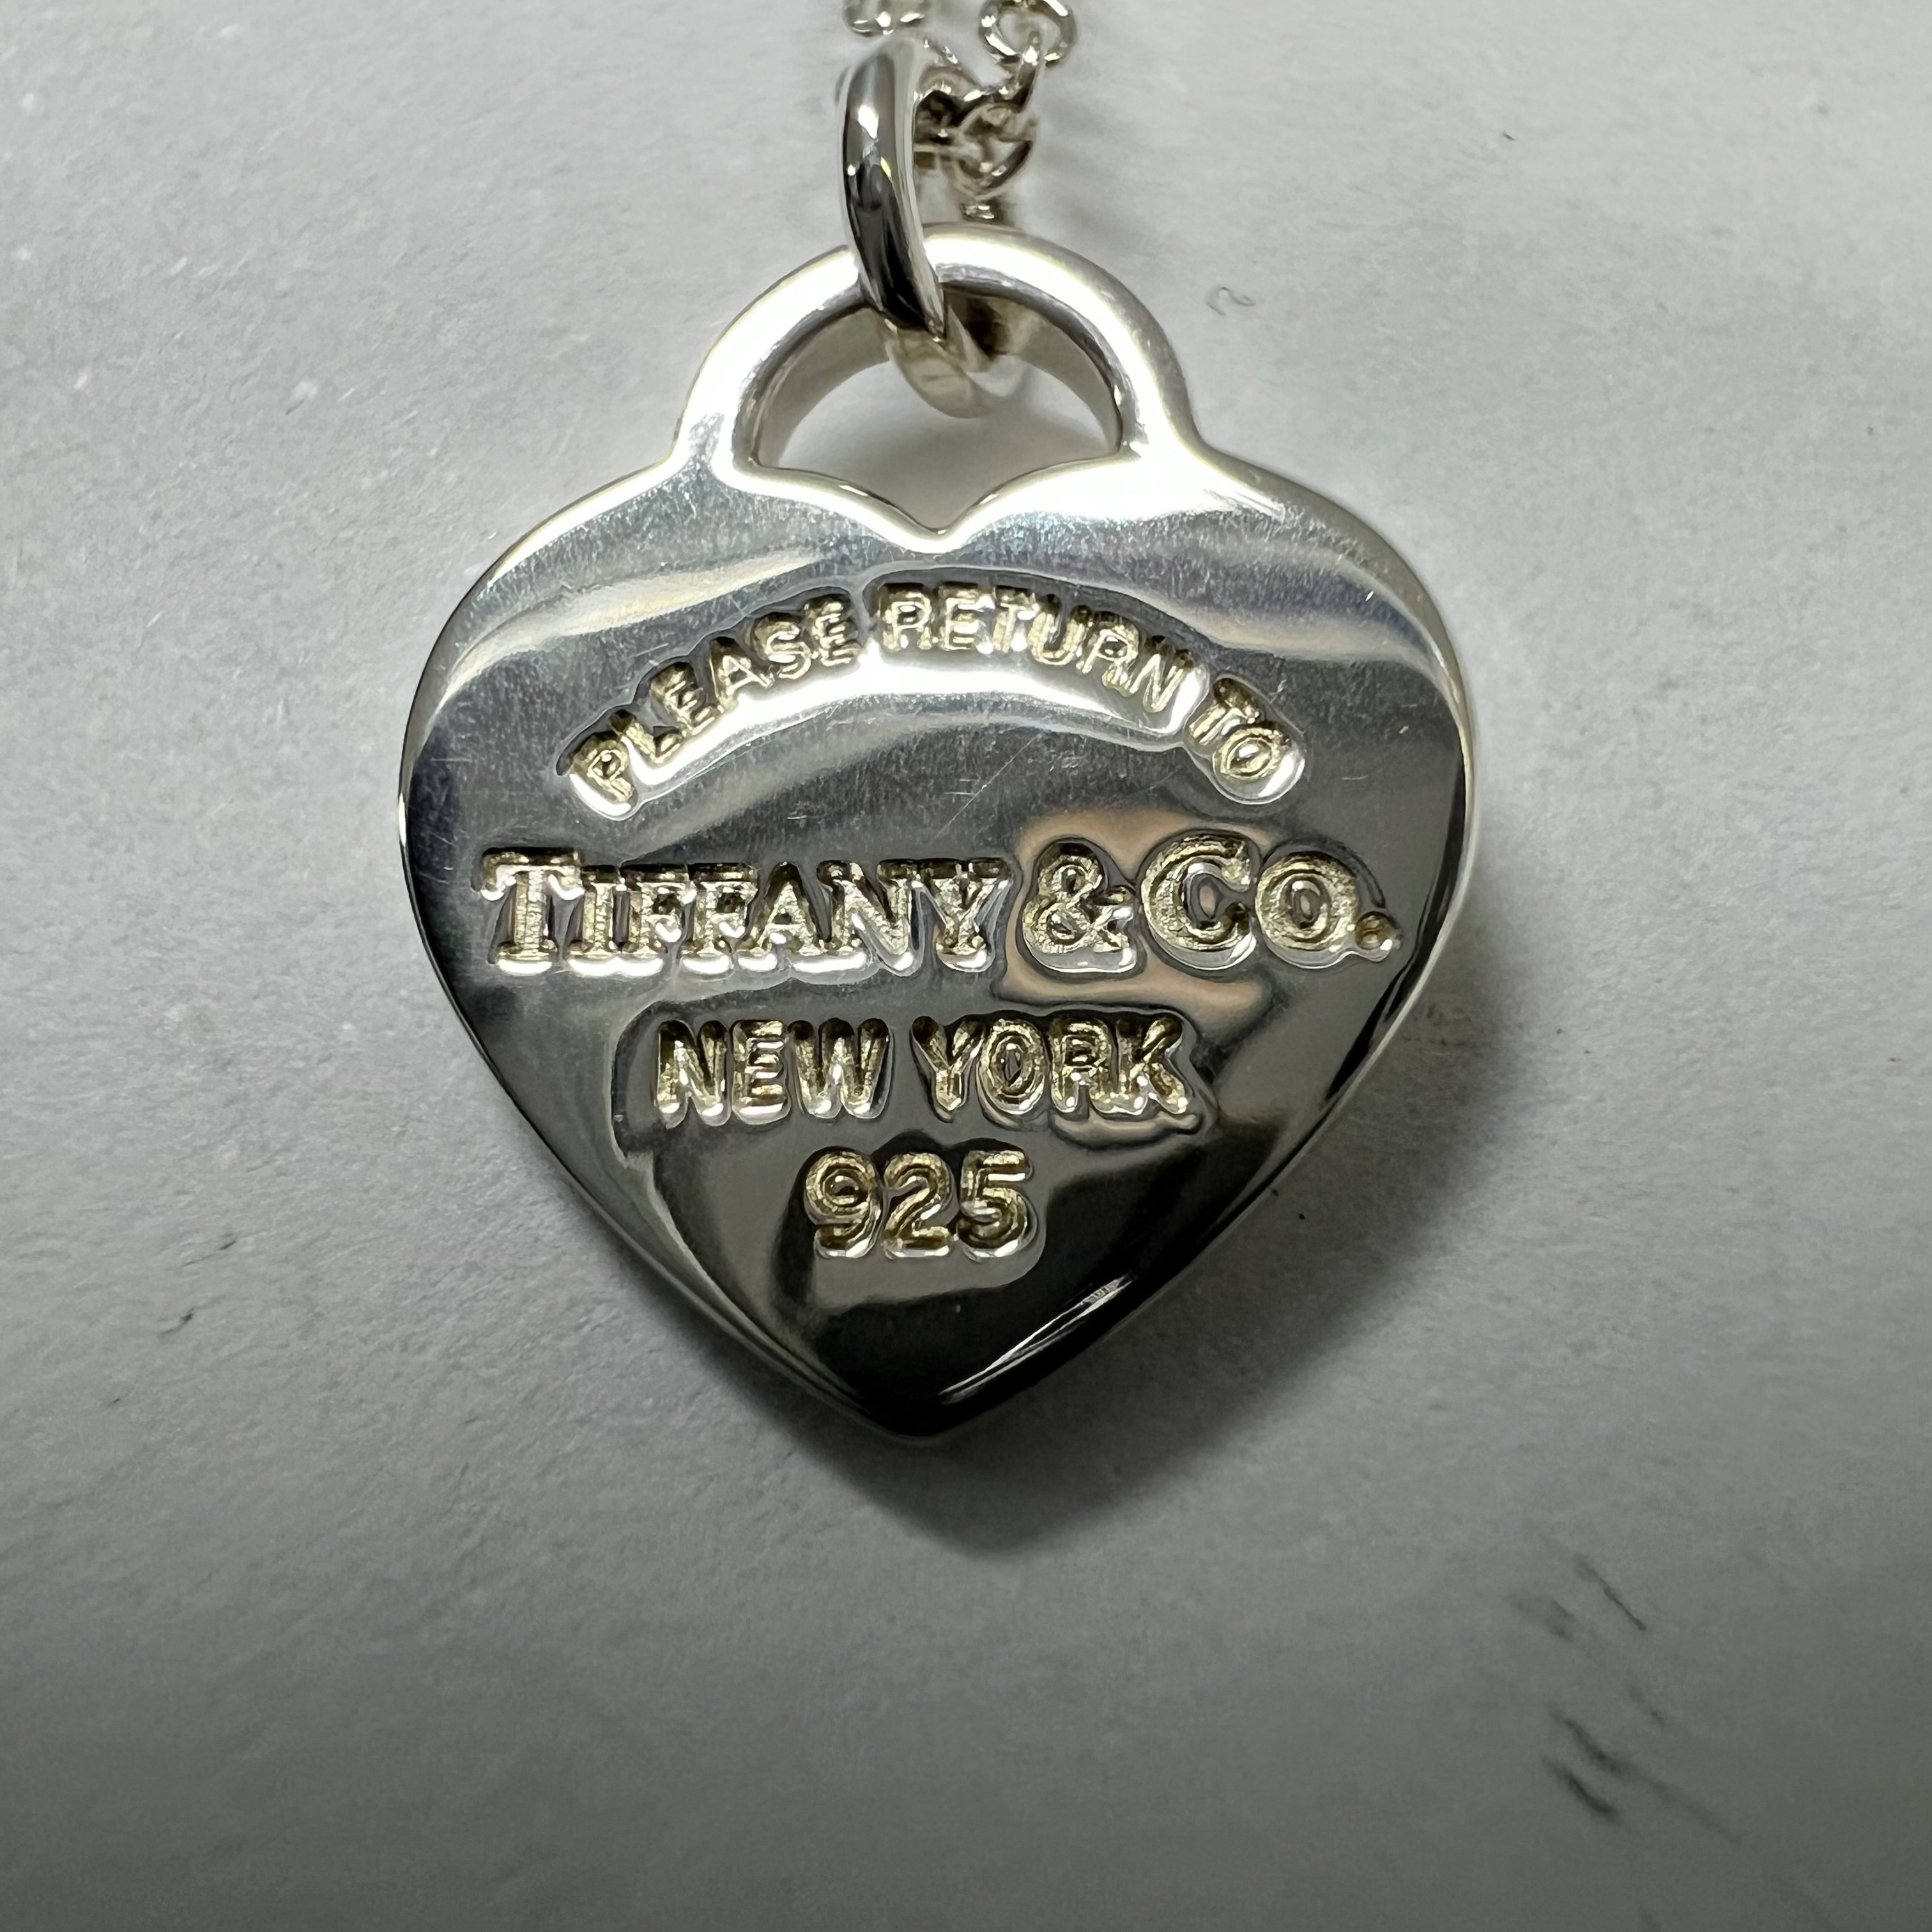 PLEASE RETURN TO
TIFFANY & CO.
NEW YORK
925